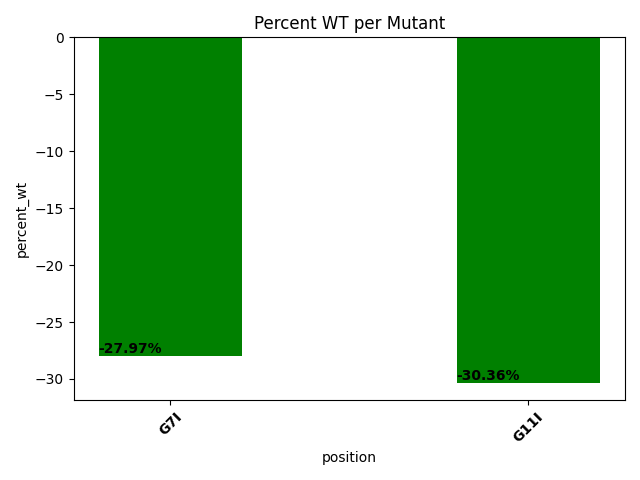 Percent WT per Mutant
0
−5
−10
−15
−20
−25
−30
percent_wt
-27.97%
-30.36%
G7I
G11I
position